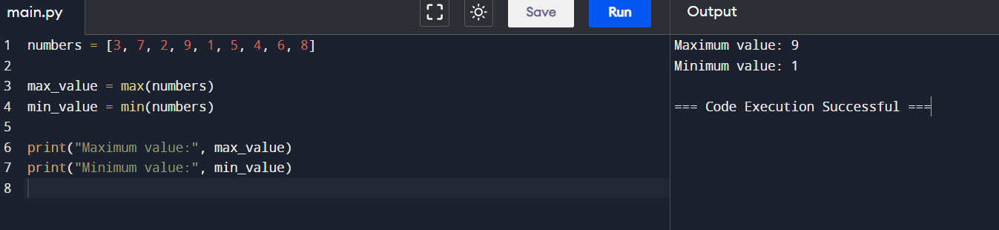 main.py
Save
Run
Output
1 numbers = [3, 7, 2, 9, 1, 5, 4, 6, 8]
2
3 max_value = max(numbers)
4 min_value = min(numbers)
5
6 print("Maximum value:", max_value)
7 print("Minimum value:", min_value)
8
Maximum value: 9
Minimum value: 1
=== Code Execution Successful ===